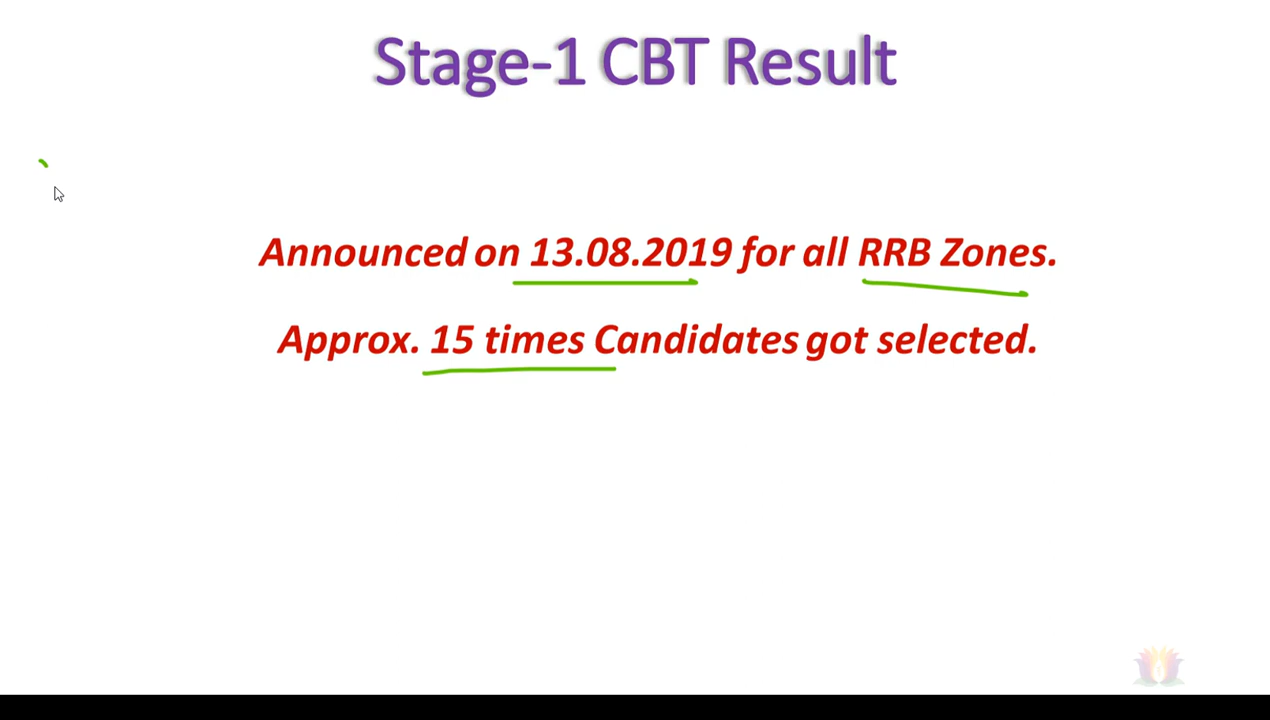 Stage-1 CBT Result
Announced on 13.08.2019 for all RRB Zones.
Approx. 15 times Candidates got selected.